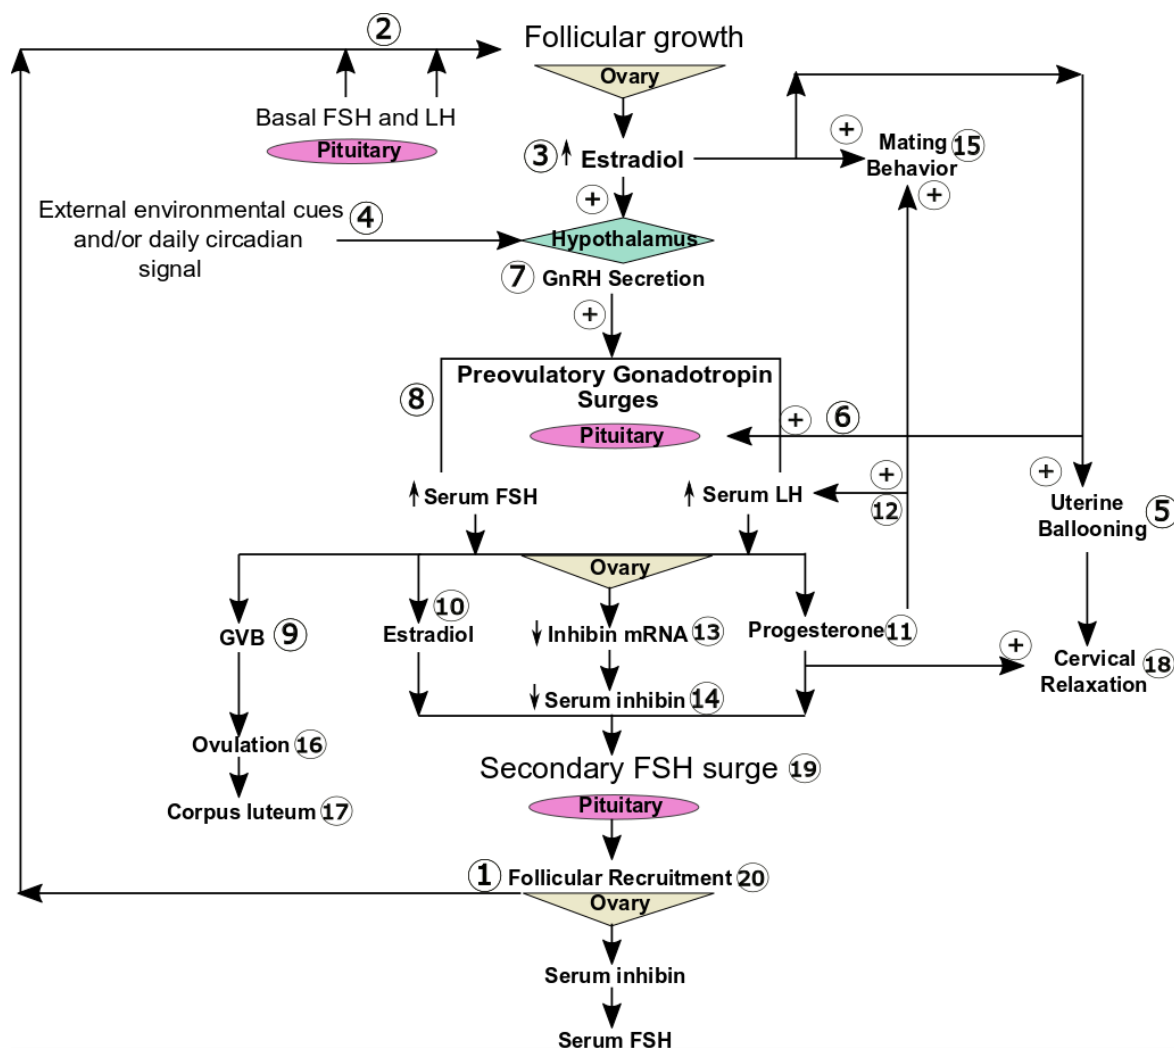 ②
Follicular growth
Ovary
Basal FSH and LH
Pituitary
③ Estradiol
+
Mating ⑮
Behavior
+
+
External environmental cues ④
and/or daily circadian
signal
Hypothalamus
⑦ GnRH Secretion
+
⑧
Preovulatory Gonadotropin
Surges
Pituitary
+ ⑥
+
Serum FSH
Serum LH
+
⑫
Uterine
Ballooning ⑤
Ovary
GVB ⑨
⑩
Estradiol
Inhibin mRNA ⑬
Progesterone ⑪
+
Cervical
Relaxation ⑱
Serum inhibin ⑭
Ovulation ⑯
Secondary FSH surge ⑲
Corpus luteum ⑰
Pituitary
① Follicular Recruitment ⑳
Ovary
Serum inhibin
Serum FSH